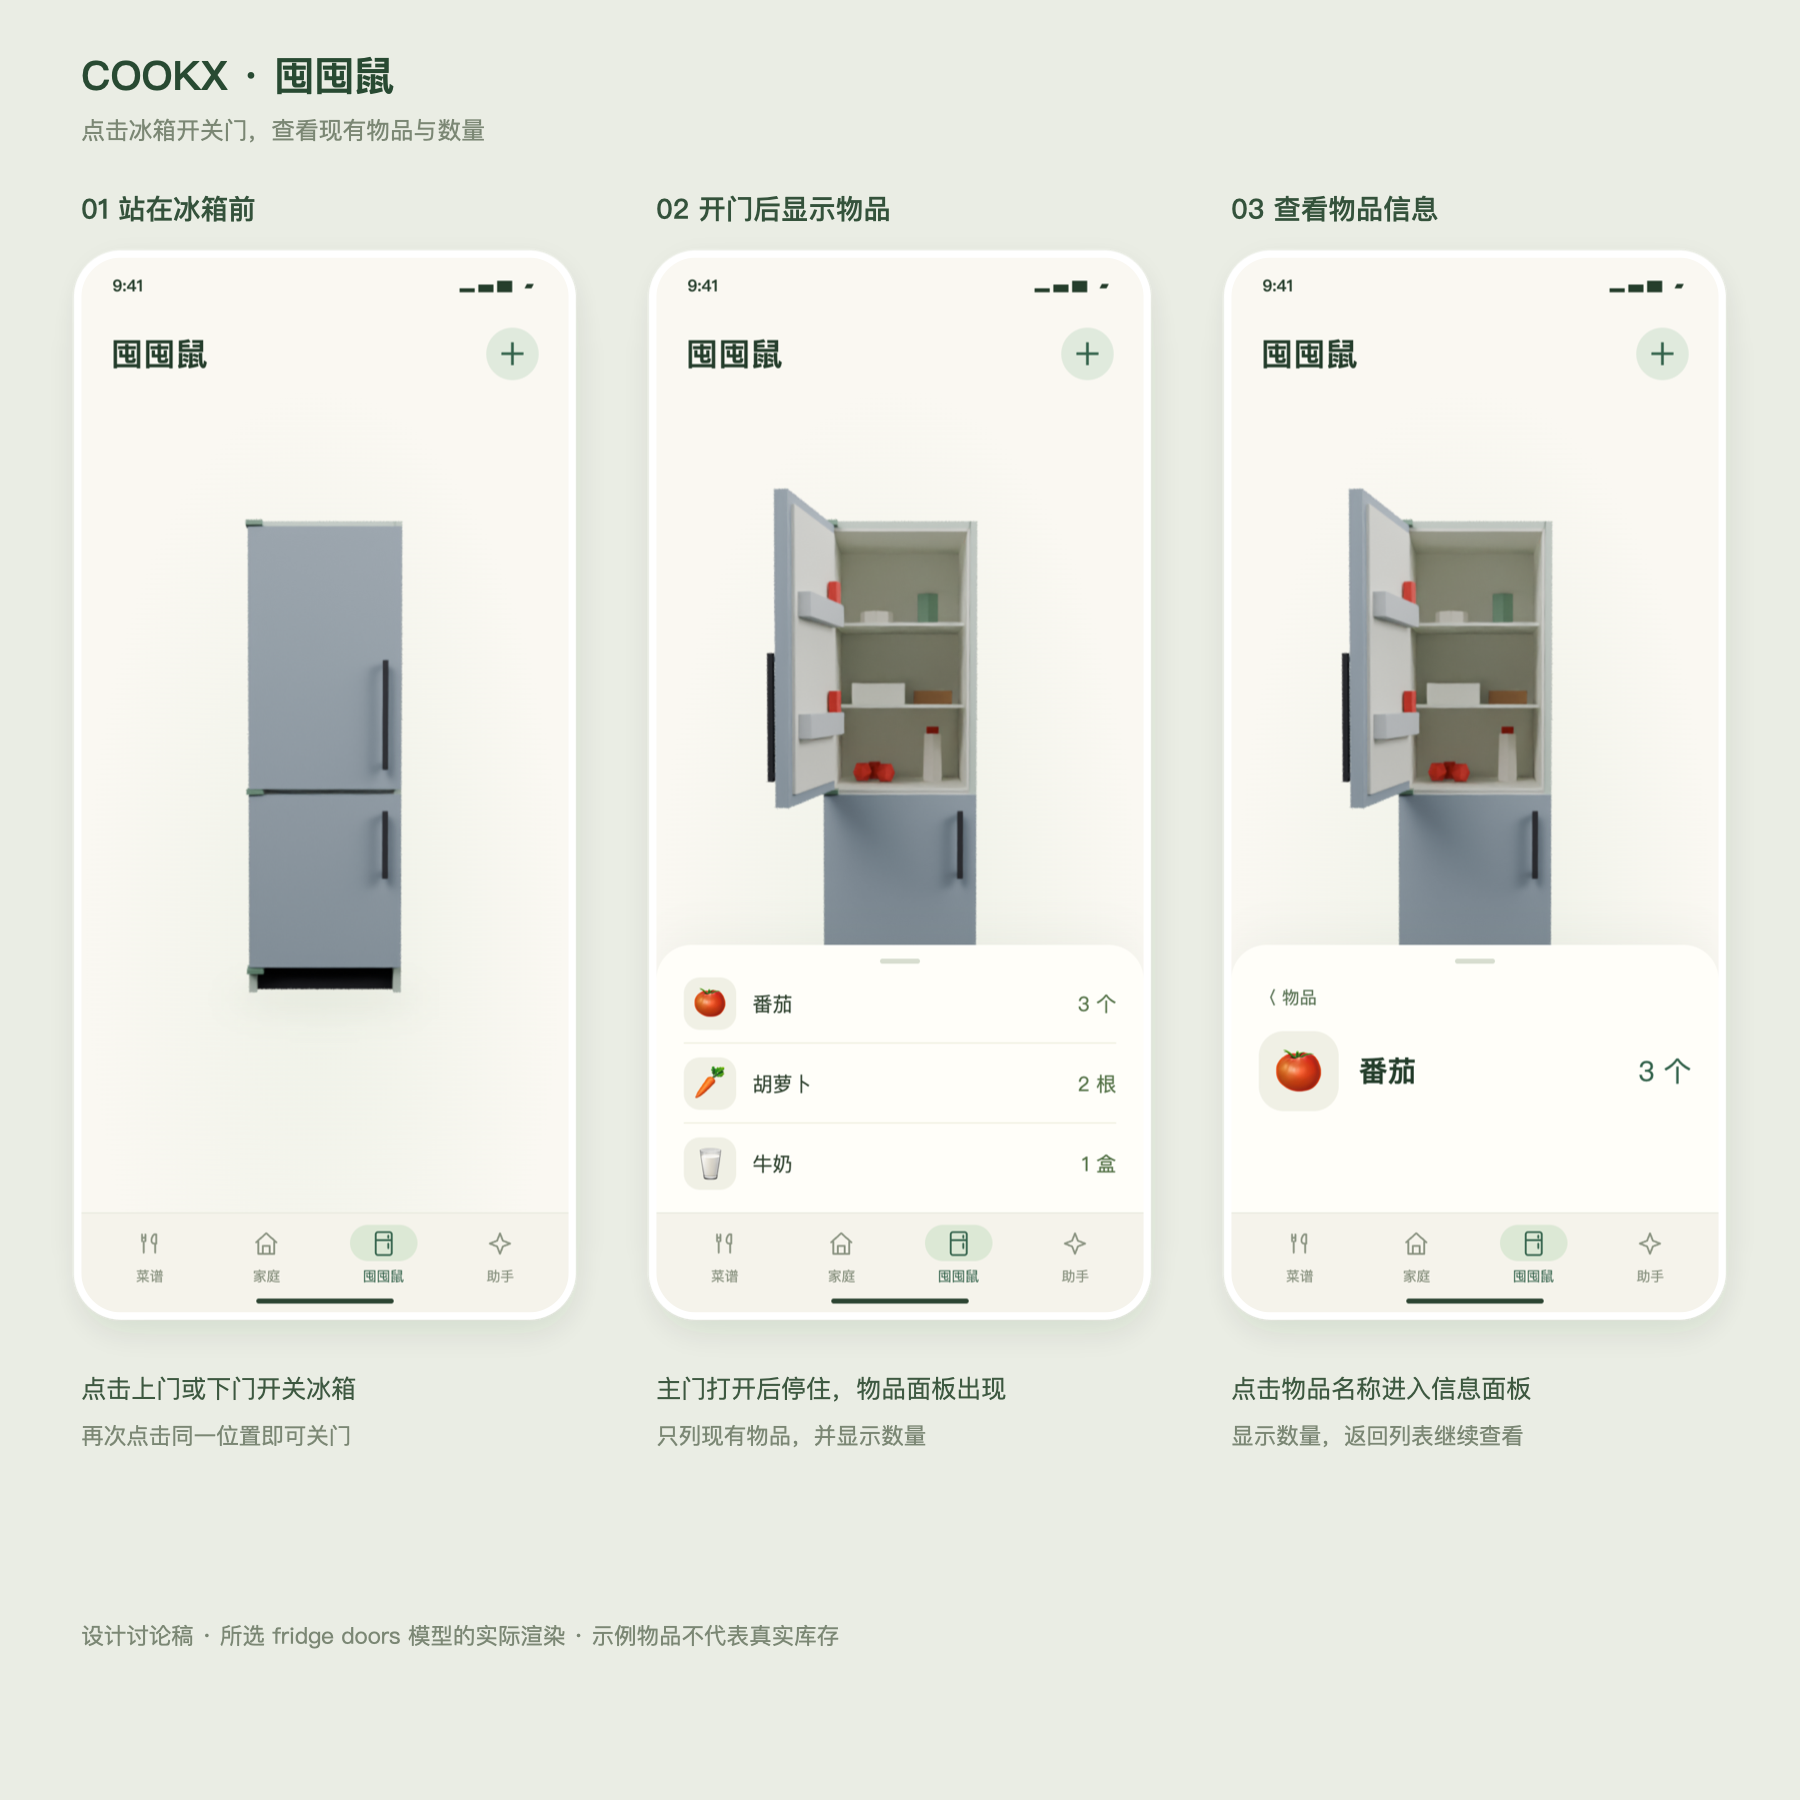 COOKX · 囤囤鼠
点击冰箱开关门，查看现有物品与数量
01 站在冰箱前
9:41
囤囤鼠
菜谱
家庭
囤囤鼠
助手
点击上门或下门开关冰箱
再次点击同一位置即可关门
02 开门后显示物品
9:41
囤囤鼠
番茄 3 个
胡萝卜 2 根
牛奶 1 盒
菜谱
家庭
囤囤鼠
助手
主门打开后停住，物品面板出现
只列现有物品，并显示数量
03 查看物品信息
9:41
囤囤鼠
〈 物品
番茄 3 个
菜谱
家庭
囤囤鼠
助手
点击物品名称进入信息面板
显示数量，返回列表继续查看
设计讨论稿 · 所选 fridge doors 模型的实际渲染 · 示例物品不代表真实库存